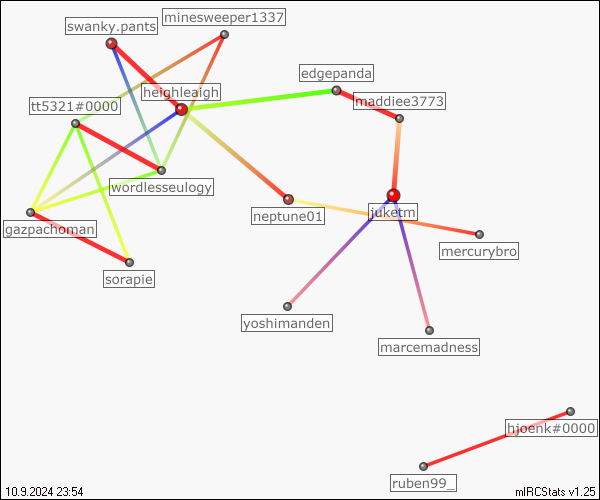 minesweeper1337
swanky.pants
edgepanda
heighleaigh
maddiee3773
tt5321#0000
wordlesseulogy
juketm
neptune01
gazpachoman
mercurybro
sorapie
yoshimanden
marcemadness
hjoenk#0000
ruben99_
10.9.2024 23:54
mIRCStats v1.25